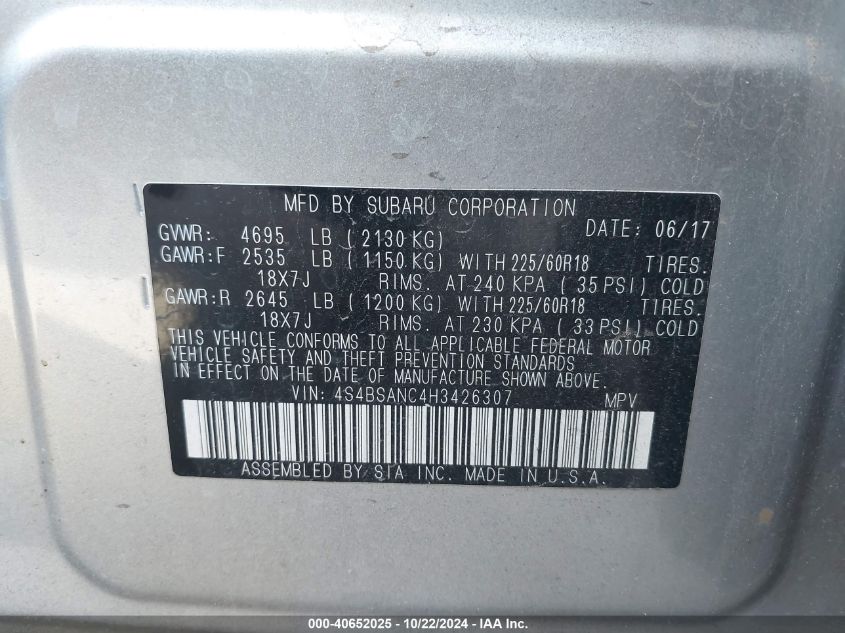 MFD BY SUBARU CORPORATION DATE: 06/17
GVWR: 4695 LB ( 2130 KG)
GAWR:F 2535 LB ( 1150 KG) WITH 225/60R18 TIRES.
18X7J RIMS. AT 240 KPA ( 35 PSI) COLD
GAWR:R 2645 LB ( 1200 KG) WITH 225/60R18 TIRES.
18X7J RIMS. AT 230 KPA ( 33 PSI) COLD
THIS VEHICLE CONFORMS TO ALL APPLICABLE FEDERAL MOTOR
VEHICLE SAFETY AND THEFT PREVENTION STANDARDS
IN EFFECT ON THE DATE OF MANUFACTURE SHOWN ABOVE.
VIN: 4S4BSANC4H3426307 MPV
ASSEMBLED BY SIA INC. MADE IN U.S.A.
000-40652025 - 10/22/2024 - IAA Inc.